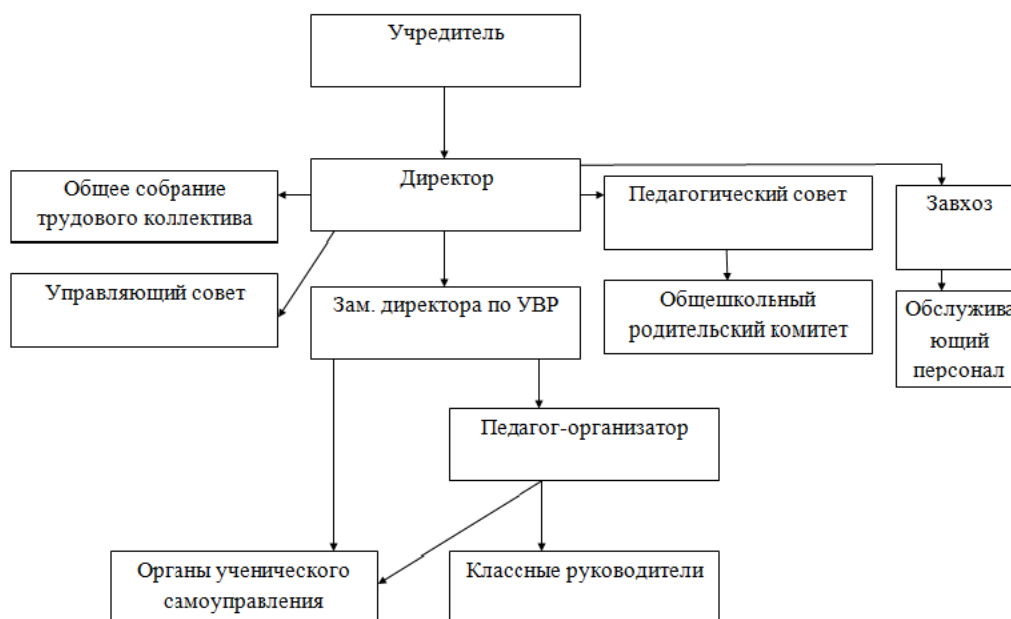 Учредитель
Директор
Общее собрание
трудового коллектива
Педагогический совет
Завхоз
Управляющий совет
Зам. директора по УВР
Общешкольный
родительский комитет
Обслужива
ющий
персонал
Педагог-организатор
Органы ученического
самоуправления
Классные руководители